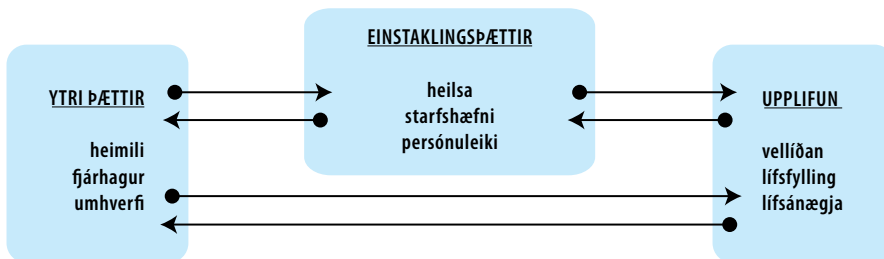 YTRI ÞÆTTIR
heimili
fjárhagur
umhverfi
EINSTAKLINGSÞÆTTIR
heilsa
starfshæfni
persónuleiki
UPPLIFUN
vellíðan
lífsfylling
lífsánægja